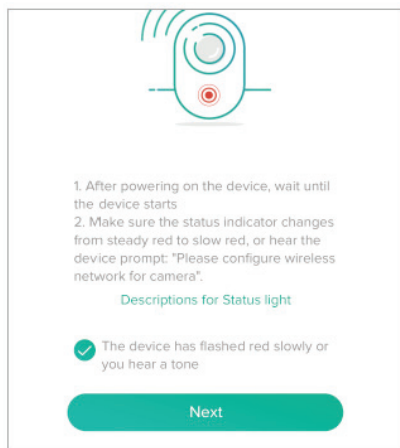 1. After powering on the device, wait until
the device starts
2. Make sure the status indicator changes
from steady red to slow red, or hear the
device prompt: "Please configure wireless
network for camera".
Descriptions for Status light
The device has flashed red slowly or
you hear a tone
Next